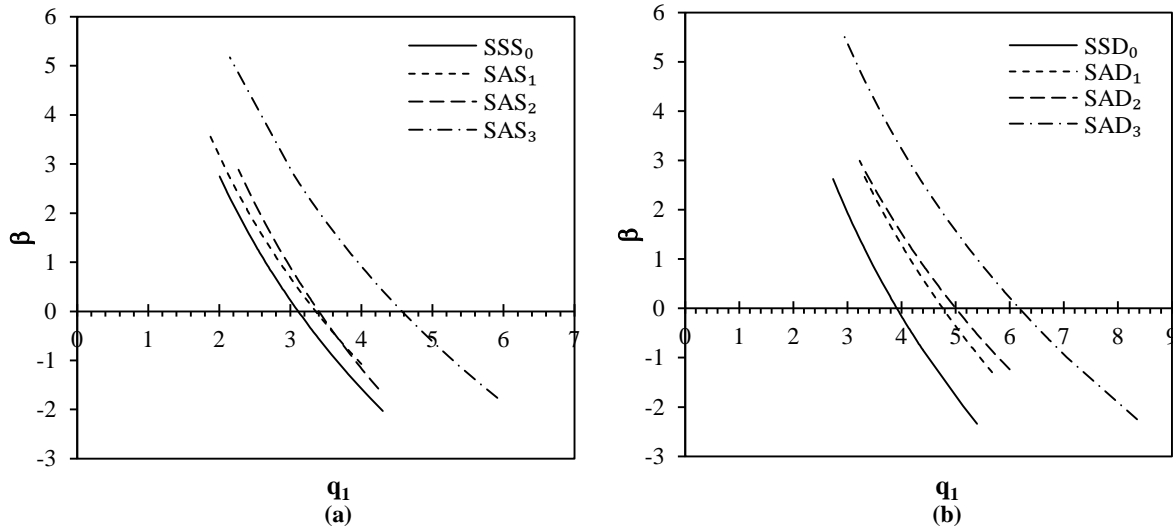 6
5
4
3
2
1
0
-1
-2
-3
β
0 1 2 3 4 5 6 7
q₁
(a)
SSS₀
SAS₁
SAS₂
SAS₃
6
5
4
3
2
1
0
-1
-2
-3
β
0 1 2 3 4 5 6 7 8 9
q₁
(b)
SSD₀
SAD₁
SAD₂
SAD₃